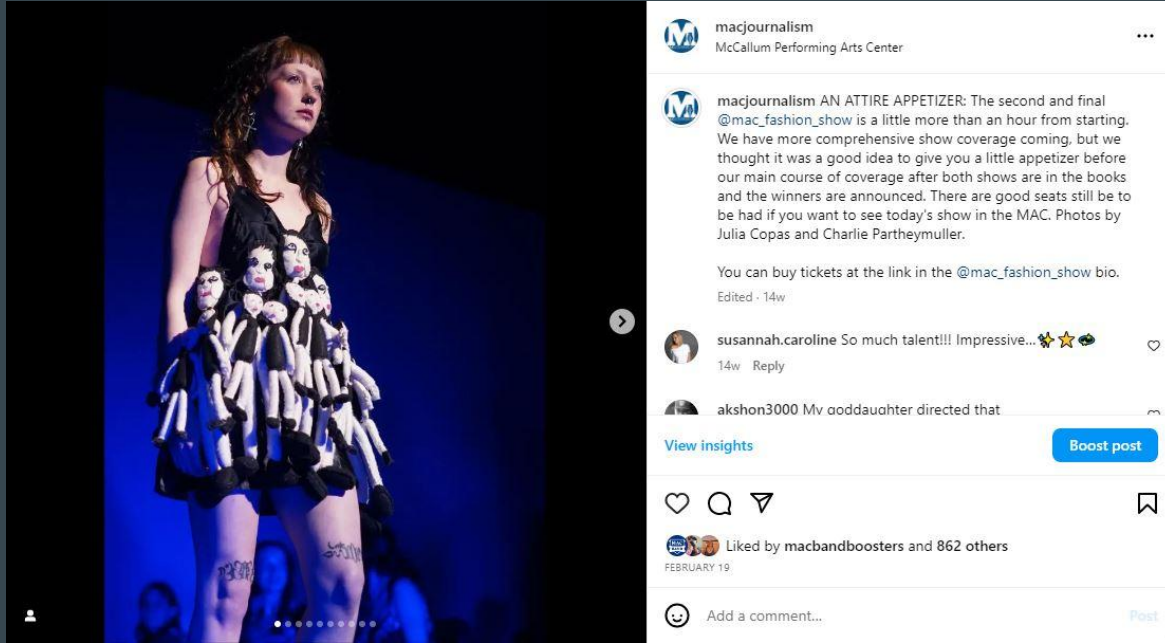 macjournalism
McCallum Performing Arts Center
macjournalism AN ATTIRE APPETIZER: The second and final
@mac_fashion_show is a little more than an hour from starting.
We have more comprehensive show coverage coming, but we
thought it was a good idea to give you a little appetizer before
our main course of coverage after both shows are in the books
and the winners are announced. There are good seats still be to
be had if you want to see today's show in the MAC. Photos by
Julia Copas and Charlie Partheymuller.
You can buy tickets at the link in the @mac_fashion_show bio.
Edited · 14w
susannah.caroline So much talent!!! Impressive...
14w Reply
akshon3000 My goddaughter directed that
View insights
Boost post
Liked by macbandboosters and 862 others
FEBRUARY 19
Add a comment...
Post